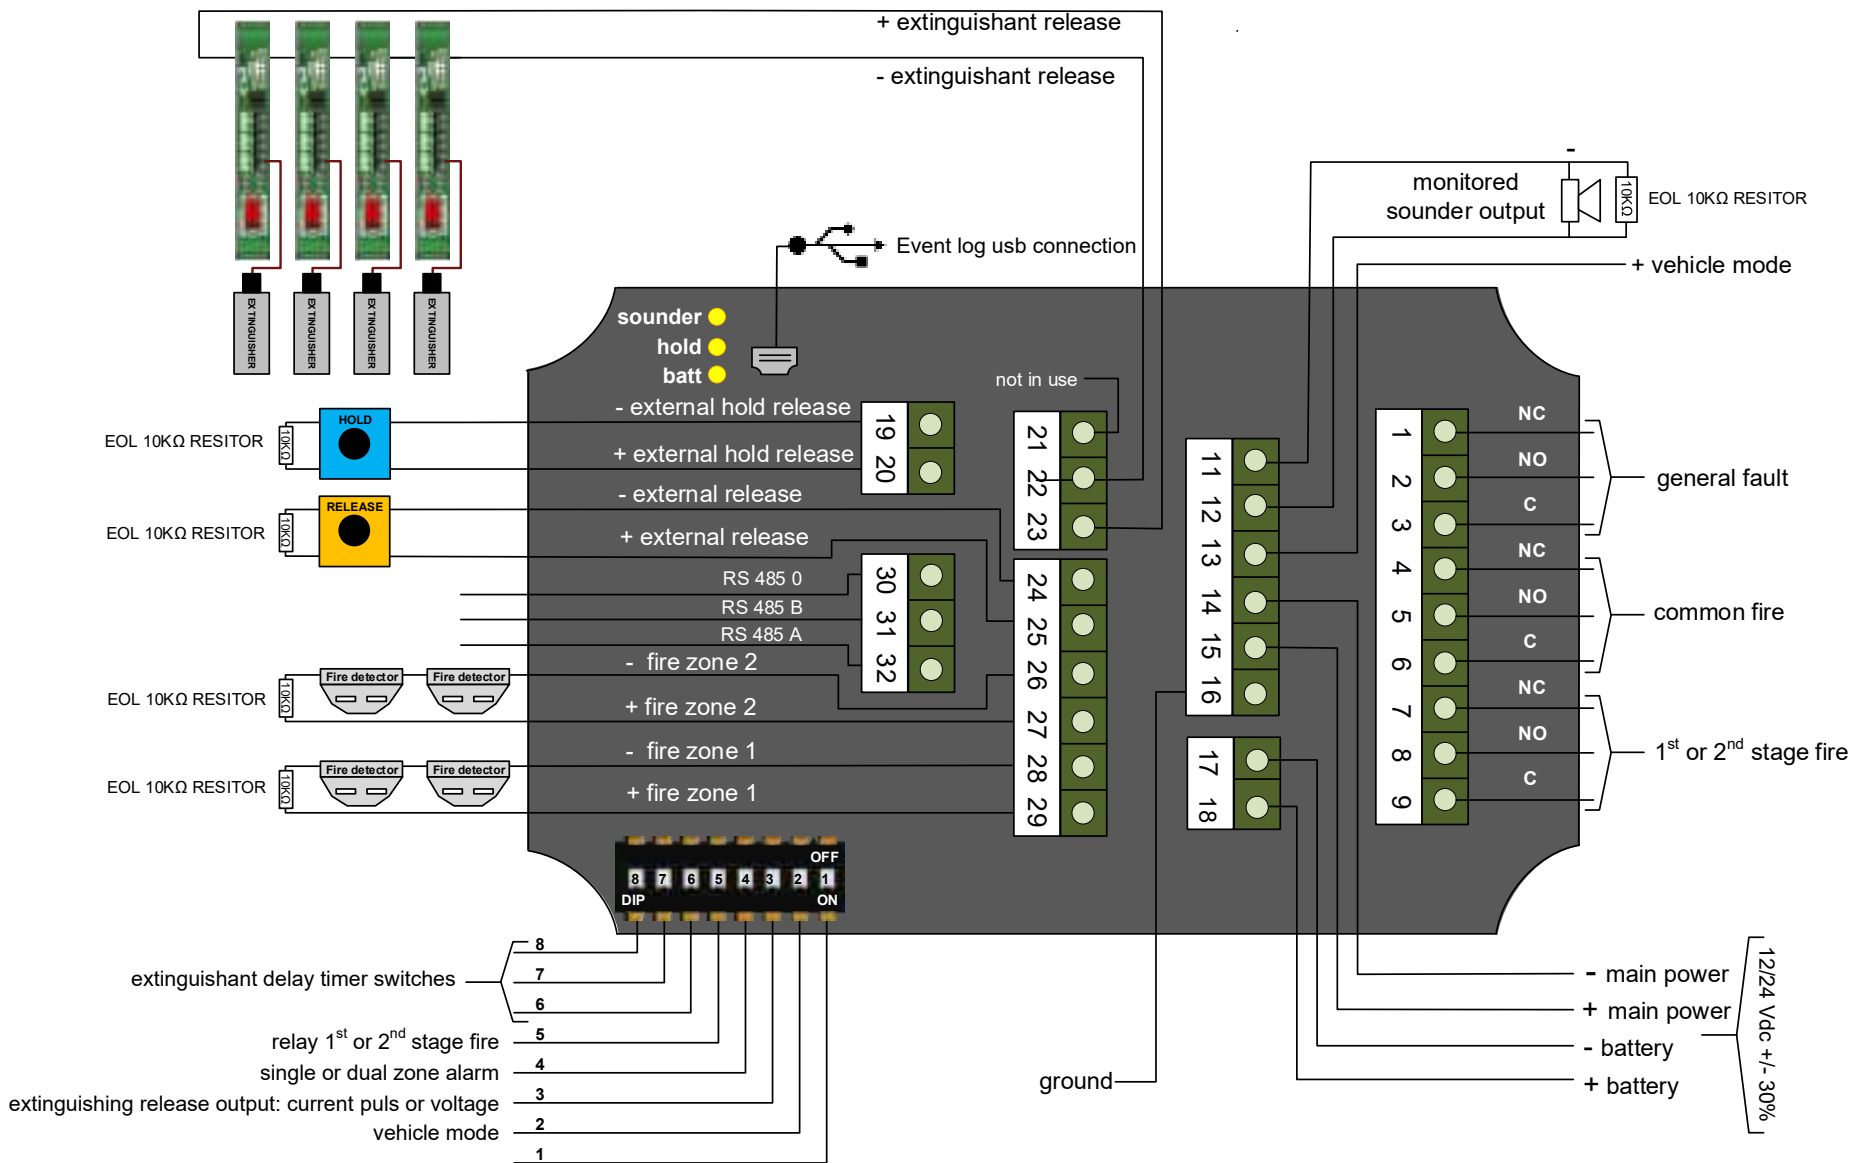 + extinguishant release
- extinguishant release
-
monitored
sounder output
10KΩ
EOL 10KΩ RESITOR
+ vehicle mode
Event log usb connection
EXTINGUISHER
EXTINGUISHER
EXTINGUISHER
EXTINGUISHER
sounder
hold
batt
not in use
- external hold release
+ external hold release
- external release
+ external release
RS 485 0
RS 485 B
RS 485 A
- fire zone 2
+ fire zone 2
- fire zone 1
+ fire zone 1
EOL 10KΩ RESITOR
10KΩ
HOLD
EOL 10KΩ RESITOR
10KΩ
RELEASE
EOL 10KΩ RESITOR
10KΩ
Fire detector
Fire detector
EOL 10KΩ RESITOR
10KΩ
Fire detector
Fire detector
19
20
30
31
32
21
22
23
24
25
26
27
28
29
11
12
13
14
15
16
17
18
1
2
3
4
5
6
7
8
9
NC
NO
C
general fault
NC
NO
C
common fire
NC
NO
C
1st or 2nd stage fire
OFF
8 7 6 5 4 3 2 1
DIP
ON
8
7
6
extinguishant delay timer switches
relay 1st or 2nd stage fire 5
single or dual zone alarm 4
extinguishing release output: current puls or voltage 3
vehicle mode 2
1
ground
- main power
+ main power
- battery
+ battery
12/24 Vdc +/- 30%